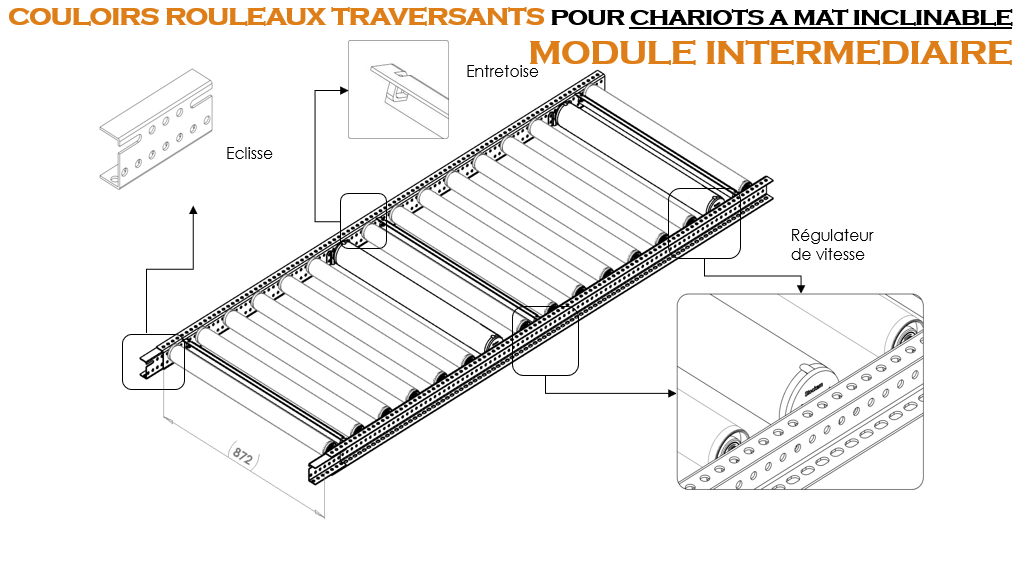 COULOIRS ROULEAUX TRAVERSANTS POUR CHARIOTS A MAT INCLINABLE
MODULE INTERMEDIAIRE
Entretoise
Eclisse
Régulateur
de vitesse
(872)